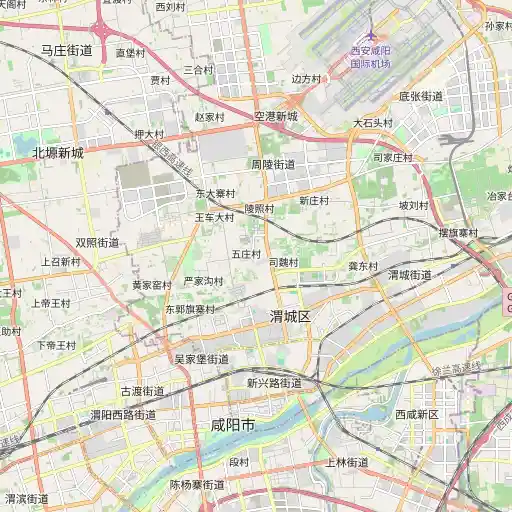 西刘村
孙家村
马庄街道
直堡村
西安咸阳
国际机场
三合村
贾村
边方村
底张街道
赵家村
空港新城
大石头村
押大村
银西高速线
北塬新城
周陵街道
司家庄村
东大寨村
新庄村
陵照村
坡刘村
王车大村
摆旗寨村
双照街道
五庄村
司魏村
龚东村
上召新村
渭城街道
严家沟村
黄家窑村
上帝王村
东郭旗寨村
渭城区
下帝王村
吴家堡街道
徐兰高速线
新兴路街道
古渡街道
渭阳西路街道
西咸新区
咸阳市
段村
上林街道
陈杨寨街道
渭滨街道